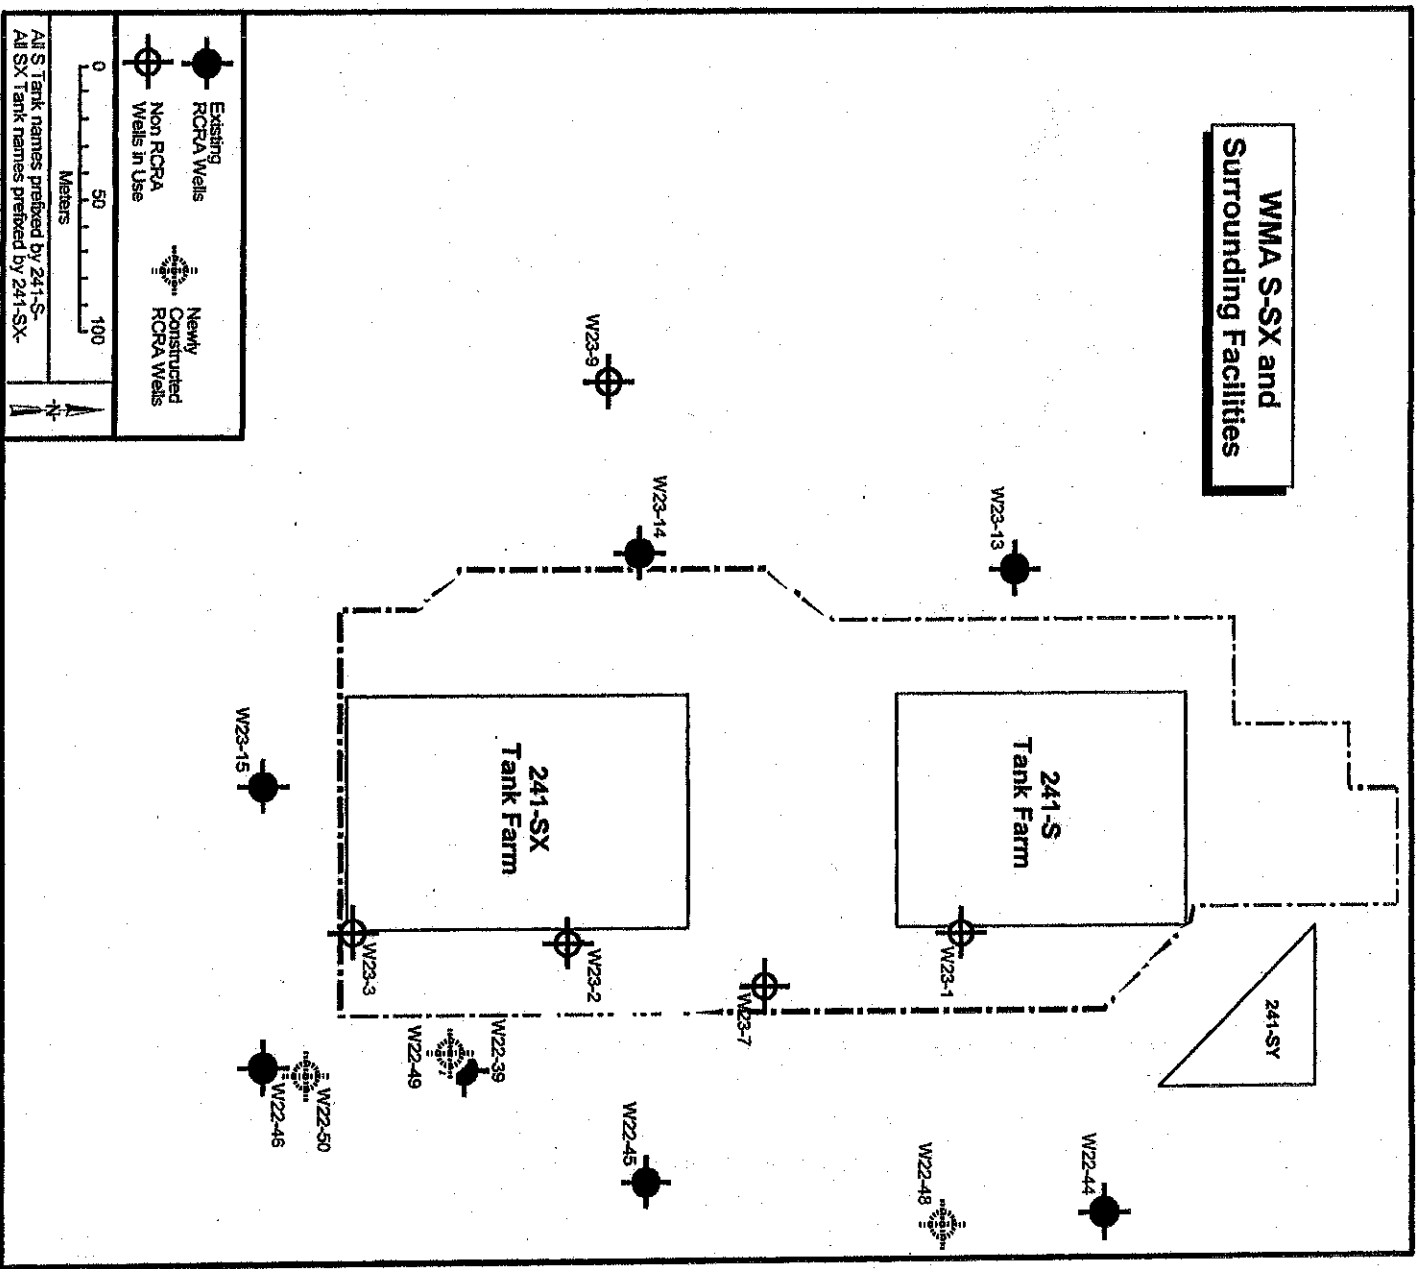 WMA S-SX and
Surrounding Facilities
241-SY
W22-44
W23-13
241-S
Tank Farm
W23-1
W22-48
W23-7
W23-14
W22-45
W23-9
W23-2
241-SX
Tank Farm
W22-39
W22-49
W23-3
W22-50
W22-46
W23-15
Existing
RCRA Wells
Newly
Constructed
RCRA Wells
Non RCRA
Wells in Use
0 50 100
Meters
-N-
All S Tank names prefixed by 241-S-
All SX Tank names prefixed by 241-SX-